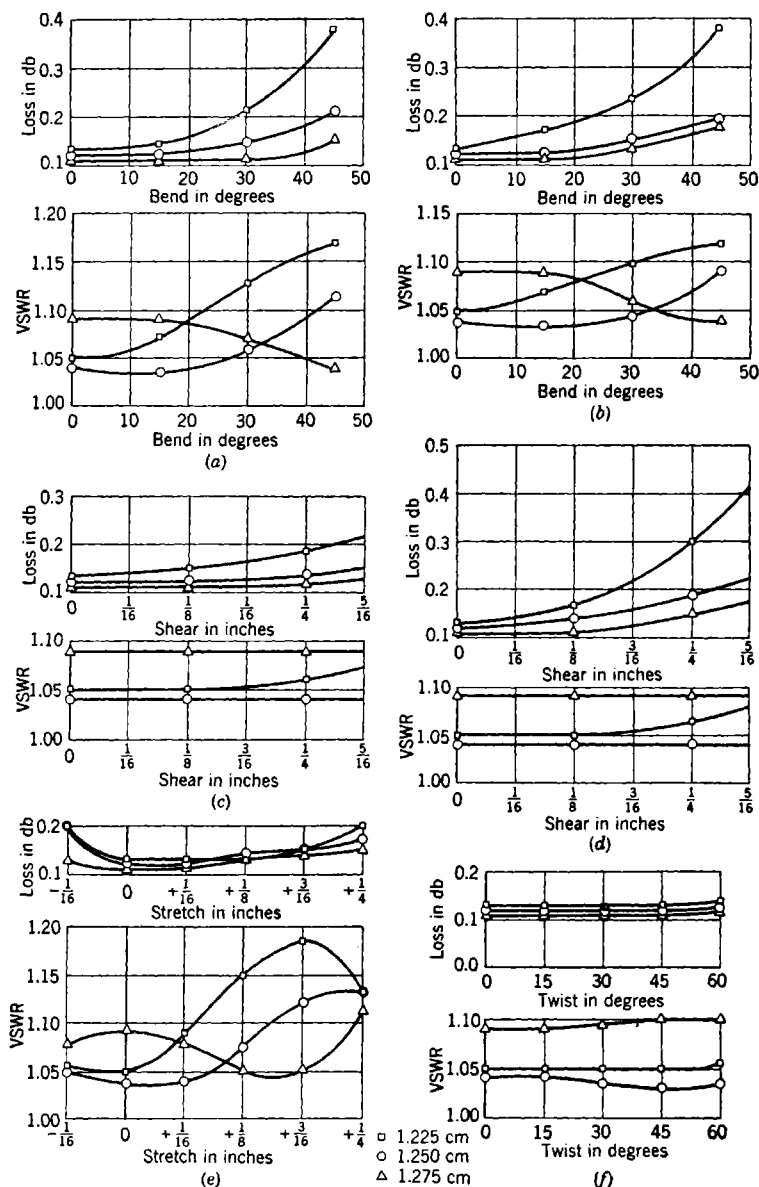 0.4
0.3
0.2
0.1
Loss in db
0 10 20 30 40 50
Bend in degrees
1.20
1.15
1.10
1.05
1.00
VSWR
0 10 20 30 40 50
Bend in degrees
(a)
0.4
0.3
0.2
0.1
Loss in db
0 10 20 30 40 50
Bend in degrees
1.15
1.10
1.05
1.00
VSWR
0 10 20 30 40 50
Bend in degrees
(b)
0.3
0.2
0.1
Loss in db
0 1/16 1/8 1/16 1/4 5/16
Shear in inches
1.10
1.05
1.00
VSWR
0 1/16 1/8 3/16 1/4 5/16
Shear in inches
(c)
0.5
0.4
0.3
0.2
0.1
Loss in db
0 1/16 1/8 3/16 1/4 5/16
Shear in inches
1.10
1.05
1.00
VSWR
0 1/16 1/8 3/16 1/4 5/16
Shear in inches
(d)
0.2
0.1
Loss in db
-1/16 0 +1/16 +1/8 +3/16 +1/4
Stretch in inches
1.20
1.15
1.10
1.05
1.00
VSWR
-1/16 0 +1/16 +1/8 +3/16 +1/4
Stretch in inches
(e)
□ 1.225 cm
○ 1.250 cm
△ 1.275 cm
0.2
0.1
0.0
Loss in db
0 15 30 45 60
Twist in degrees
1.10
1.05
1.00
VSWR
0 15 30 45 60
Twist in degrees
(f)